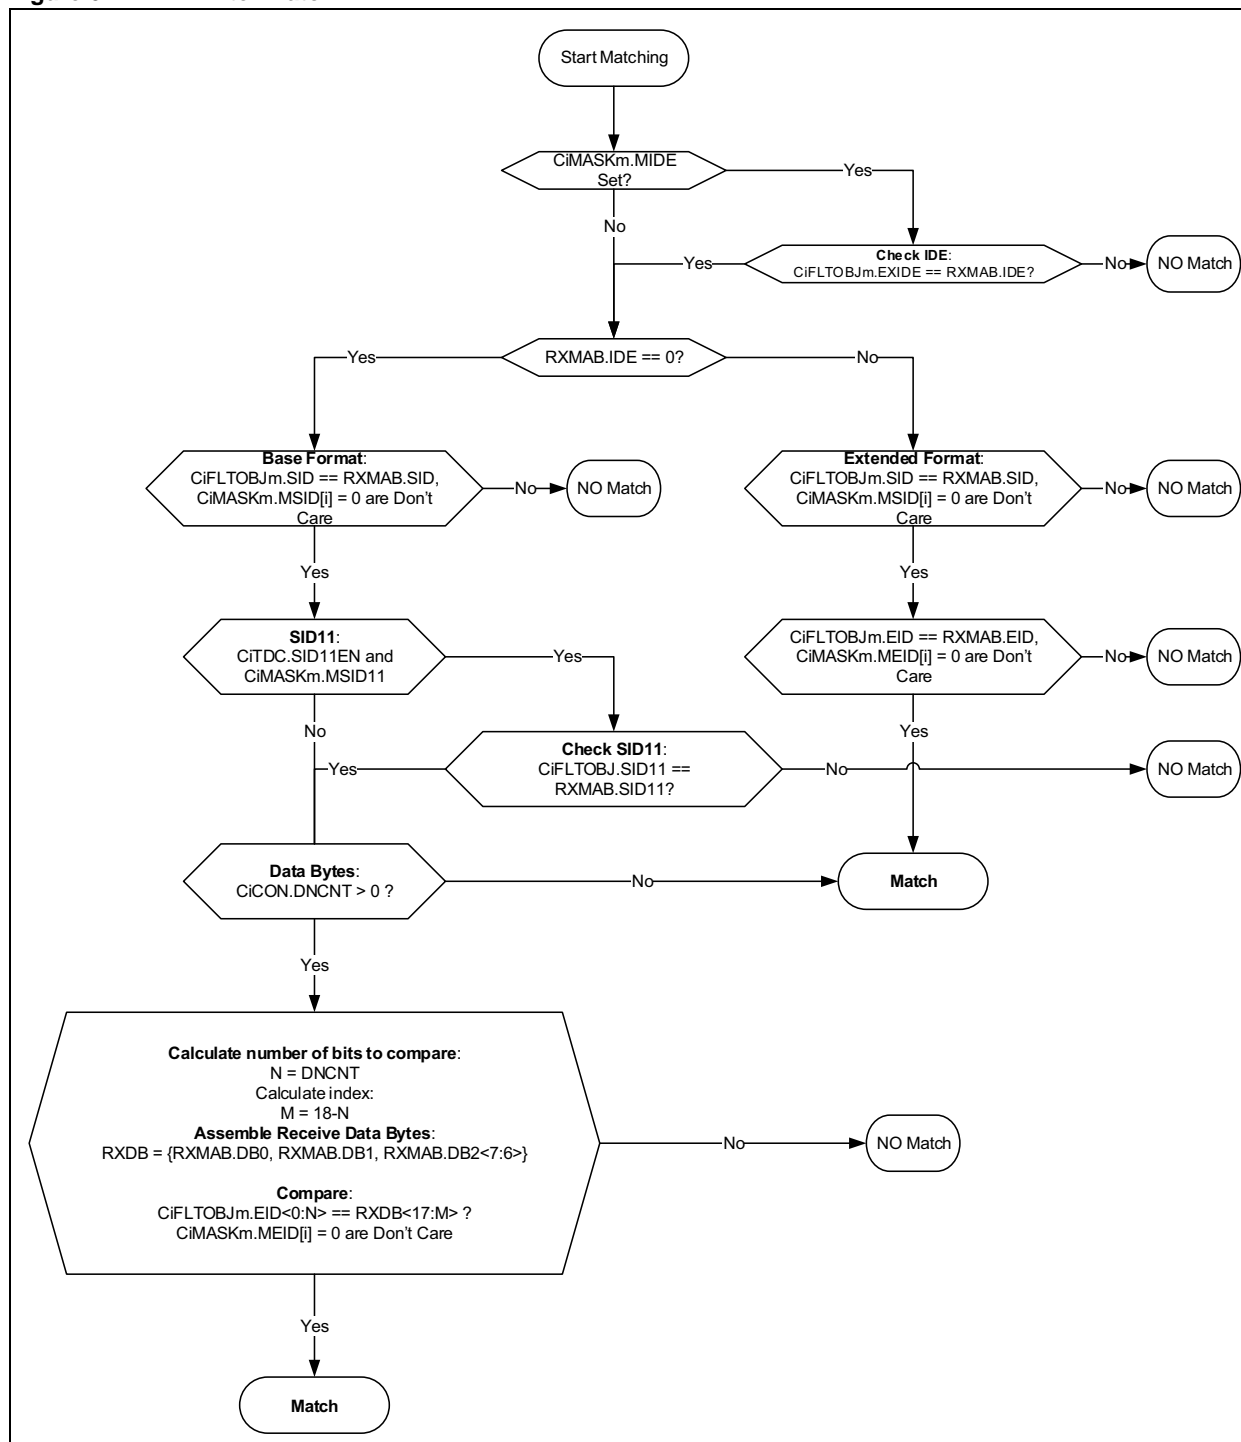 Start Matching
CiMASKm.MIDE
Set?
Yes
No
Check IDE:
CiFLTOBJm.EXIDE == RXMAB.IDE?
Yes
No
NO Match
RXMAB.IDE == 0?
Yes
No
Base Format:
CiFLTOBJm.SID == RXMAB.SID,
CiMASKm.MSID[i] = 0 are Don't
Care
No
NO Match
Extended Format:
CiFLTOBJm.SID == RXMAB.SID,
CiMASKm.MSID[i] = 0 are Don't
Care
No
NO Match
Yes
Yes
SID11:
CiTDC.SID11EN and
CiMASKm.MSID11
Yes
CiFLTOBJm.EID == RXMAB.EID,
CiMASKm.MEID[i] = 0 are Don't
Care
No
NO Match
No
Yes
Yes
Check SID11:
CiFLTOBJ.SID11 ==
RXMAB.SID11?
No
NO Match
Data Bytes:
CiCON.DNCNT > 0 ?
No
Match
Yes
Calculate number of bits to compare:
N = DNCNT
Calculate index:
M = 18-N
Assemble Receive Data Bytes:
RXDB = {RXMAB.DB0, RXMAB.DB1, RXMAB.DB2<7:6>}
Compare:
CiFLTOBJm.EID<0:N> == RXDB<17:M> ?
CiMASKm.MEID[i] = 0 are Don't Care
No
NO Match
Yes
Match